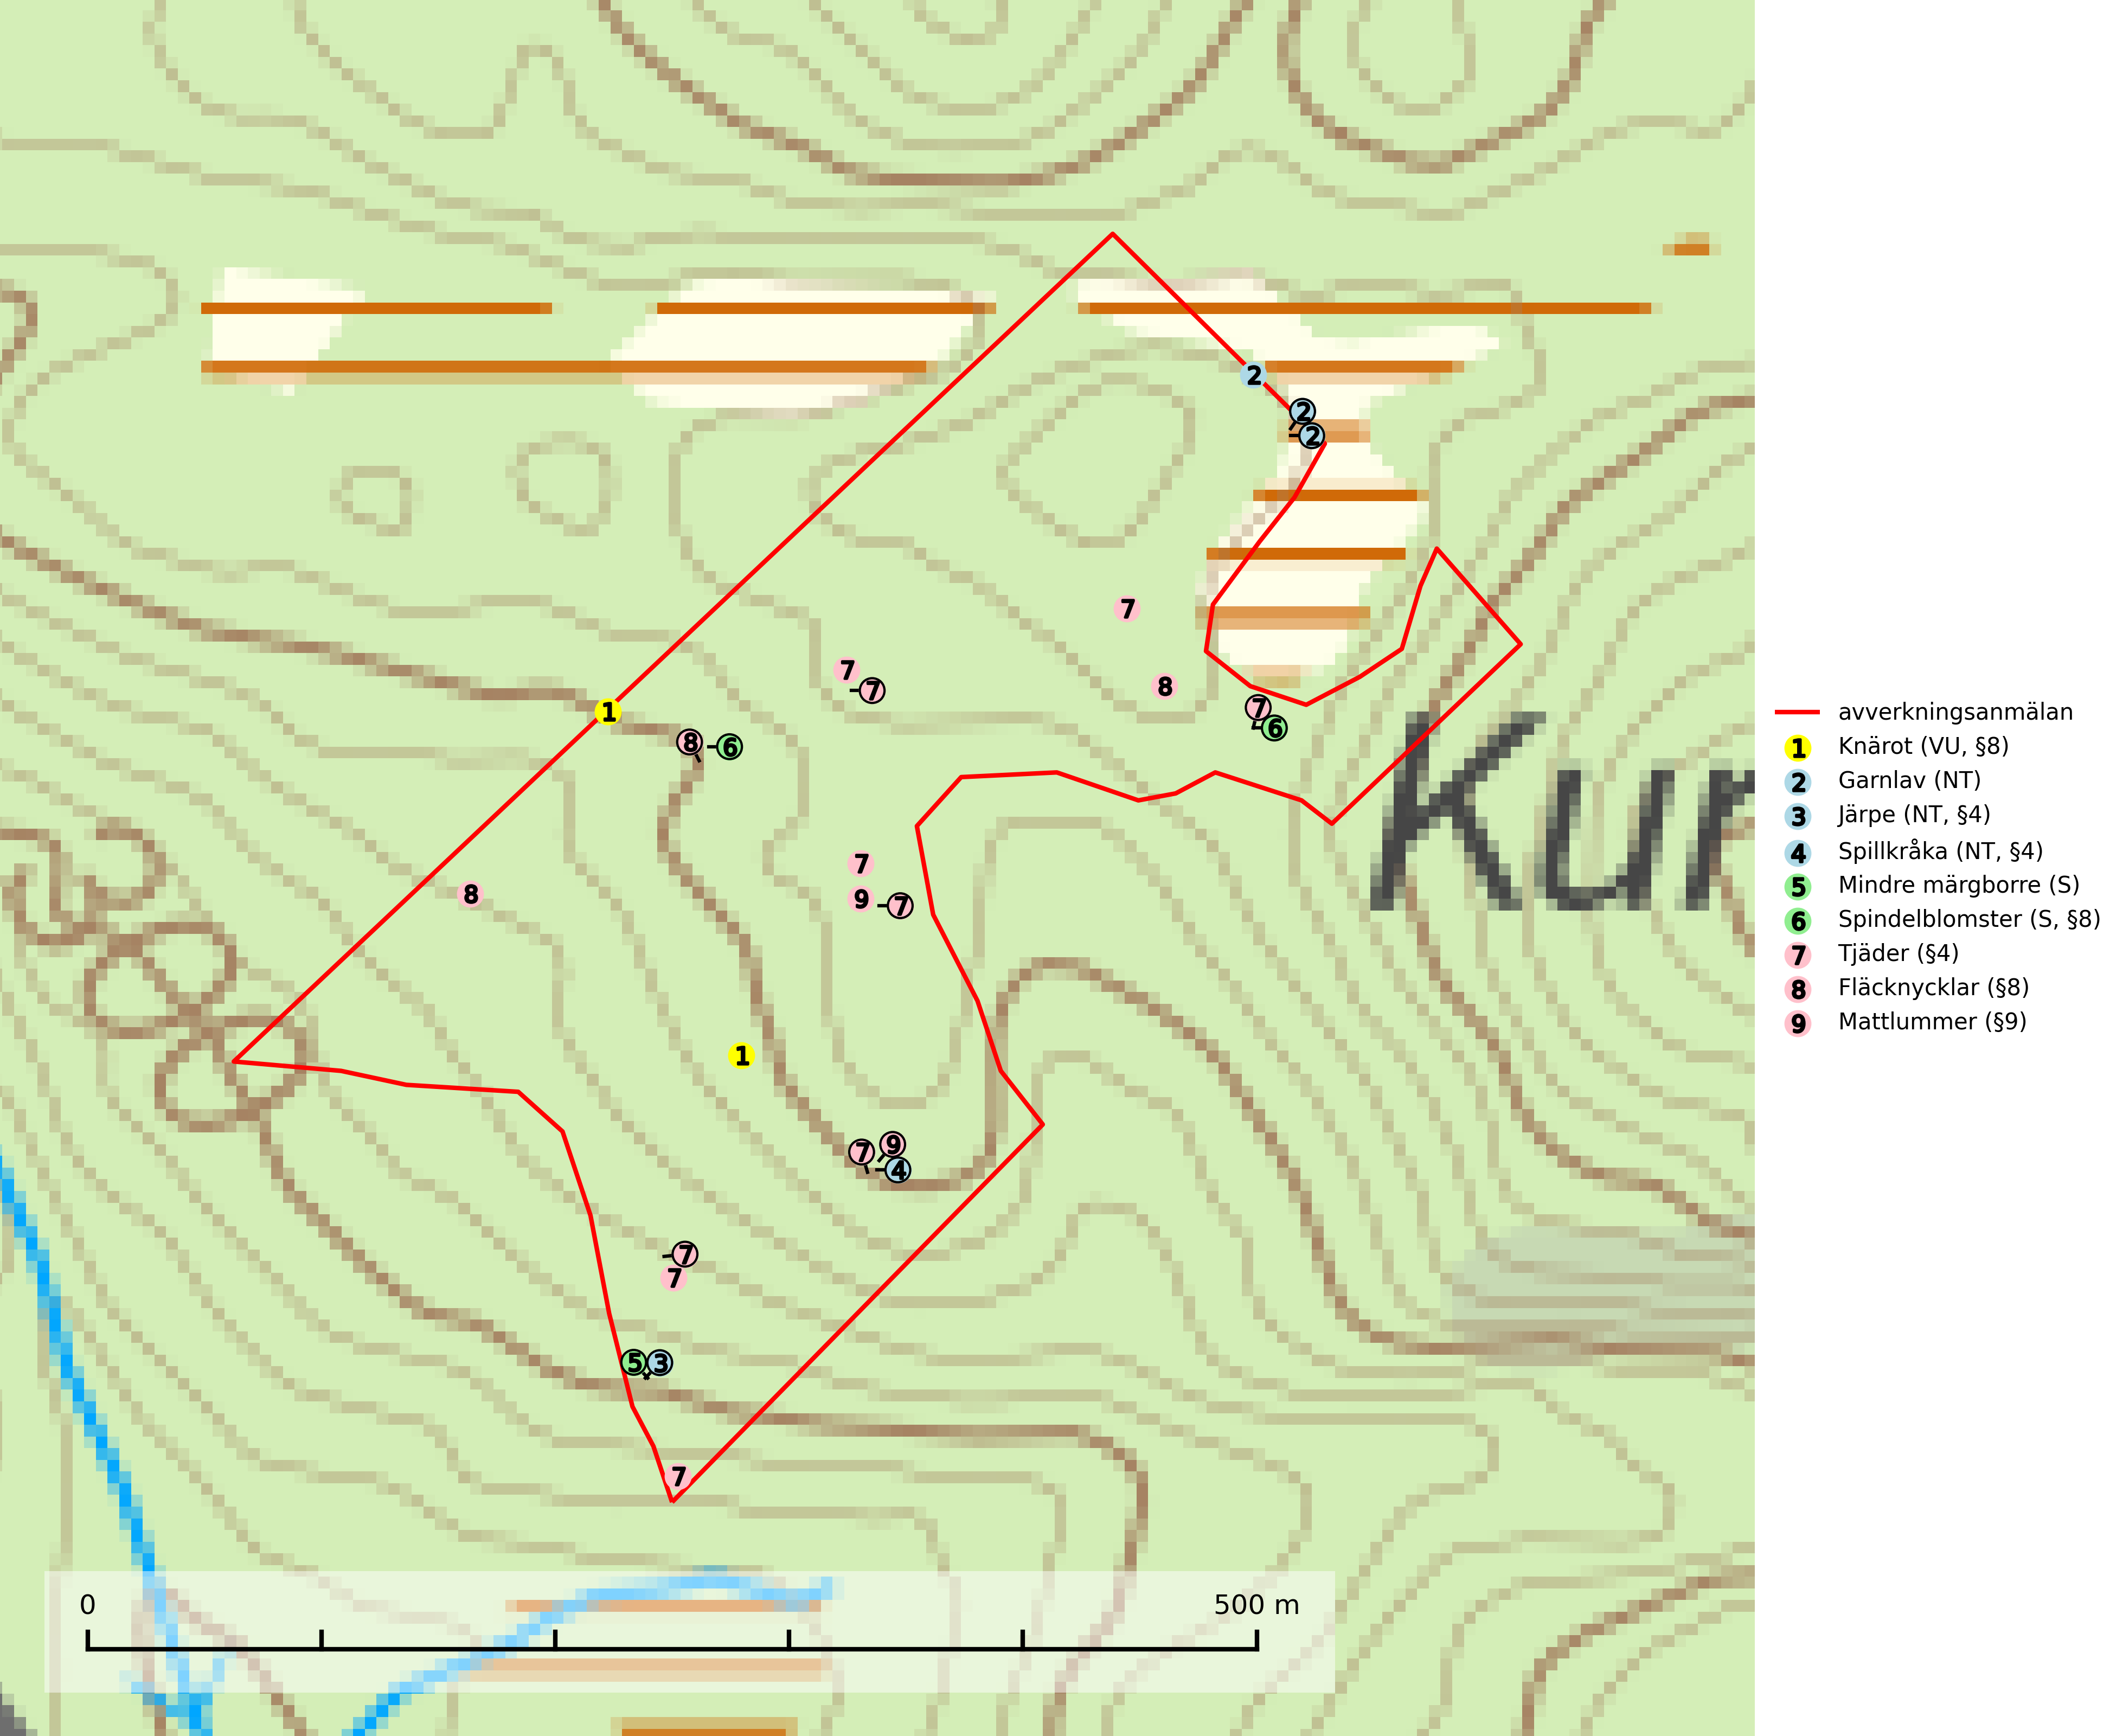 2
2
2
7
7
7
8
7
6
1
8
6
Kur
7
9
7
8
1
7
9
4
7
7
5
3
7
0
500 m
avverkningsanmälan
1 Knärot (VU, §8)
2 Garnlav (NT)
3 Järpe (NT, §4)
4 Spillkråka (NT, §4)
5 Mindre märgborre (S)
6 Spindelblomster (S, §8)
7 Tjäder (§4)
8 Fläcknycklar (§8)
9 Mattlummer (§9)